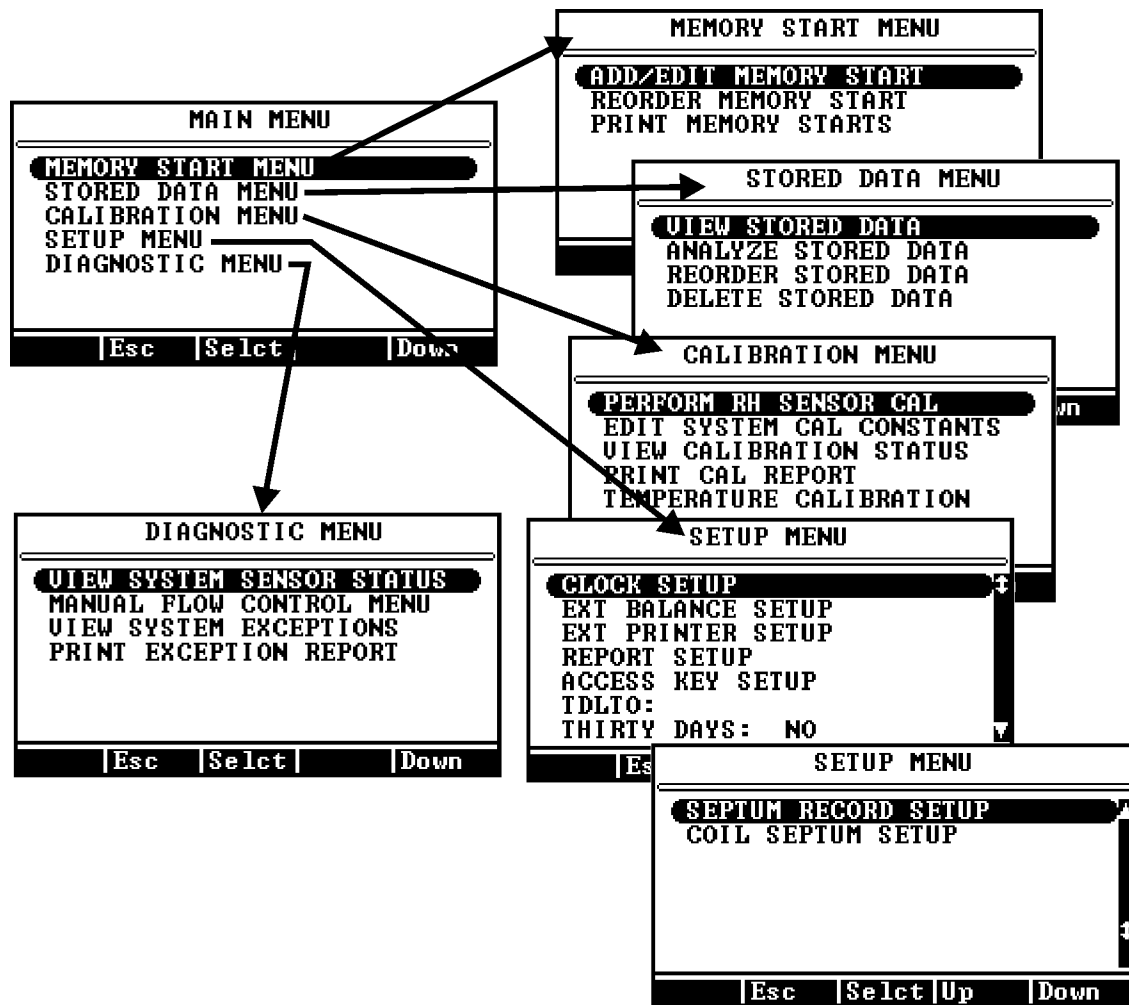 MAIN MENU
MEMORY START MENU
STORED DATA MENU
CALIBRATION MENU
SETUP MENU
DIAGNOSTIC MENU
|Esc |Selct| |Down
MEMORY START MENU
ADD/EDIT MEMORY START
REORDER MEMORY START
PRINT MEMORY STARTS
STORED DATA MENU
VIEW STORED DATA
ANALYZE STORED DATA
REORDER STORED DATA
DELETE STORED DATA
wn
CALIBRATION MENU
PERFORM RH SENSOR CAL
EDIT SYSTEM CAL CONSTANTS
VIEW CALIBRATION STATUS
PRINT CAL REPORT
TEMPERATURE CALIBRATION
DIAGNOSTIC MENU
VIEW SYSTEM SENSOR STATUS
MANUAL FLOW CONTROL MENU
VIEW SYSTEM EXCEPTIONS
PRINT EXCEPTION REPORT
|Esc |Selct| |Down
SETUP MENU
CLOCK SETUP
EXT BALANCE SETUP
EXT PRINTER SETUP
REPORT SETUP
ACCESS KEY SETUP
TDLTO:
THIRTY DAYS: NO
|Es
SETUP MENU
SEPTUM RECORD SETUP
COIL SEPTUM SETUP
|Esc |Selct|Up |Down